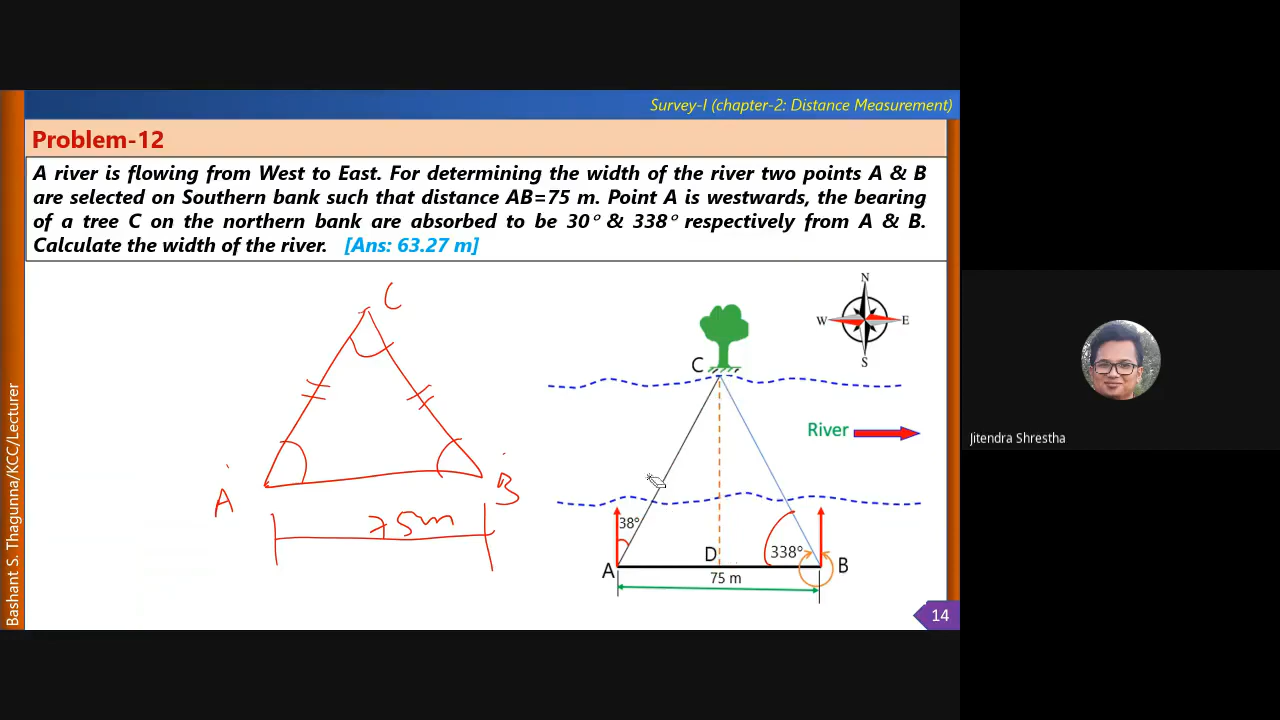 Survey-I (chapter-2: Distance Measurement)
Problem-12
A river is flowing from West to East. For determining the width of the river two points A & B
are selected on Southern bank such that distance AB=75 m. Point A is westwards, the bearing
of a tree C on the northern bank are absorbed to be 30° & 338° respectively from A & B.
Calculate the width of the river. [Ans: 63.27 m]
C
A
B
75m
N
W
E
S
C
River
38°
338°
A
D
B
75 m
14
Bashant S. Thagunna/KCC/Lecturer
Jitendra Shrestha